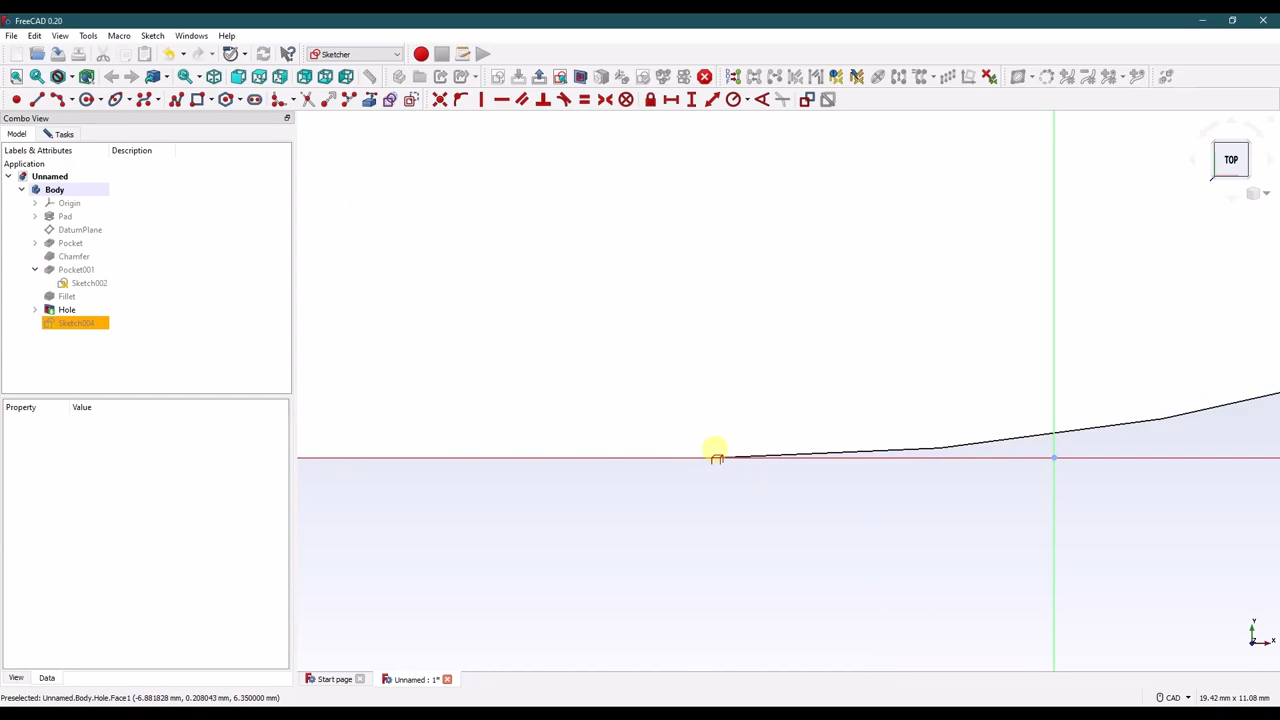 FreeCAD 0.20
File Edit View Tools Macro Sketch Windows Help
Sketcher
Combo View
Model Tasks
Labels & Attributes Description
Application
Unnamed
Body
Origin
Pad
DatumPlane
Pocket
Chamfer
Pocket001
Sketch002
Fillet
Hole
Sketch004
Property Value
TOP
Y
Z X
View Data
Start page Unnamed : 1*
Preselected: Unnamed.Body.Hole.Face1 (-6.881828 mm, 0.208043 mm, 6.350000 mm) CAD 19.42 mm x 11.08 mm